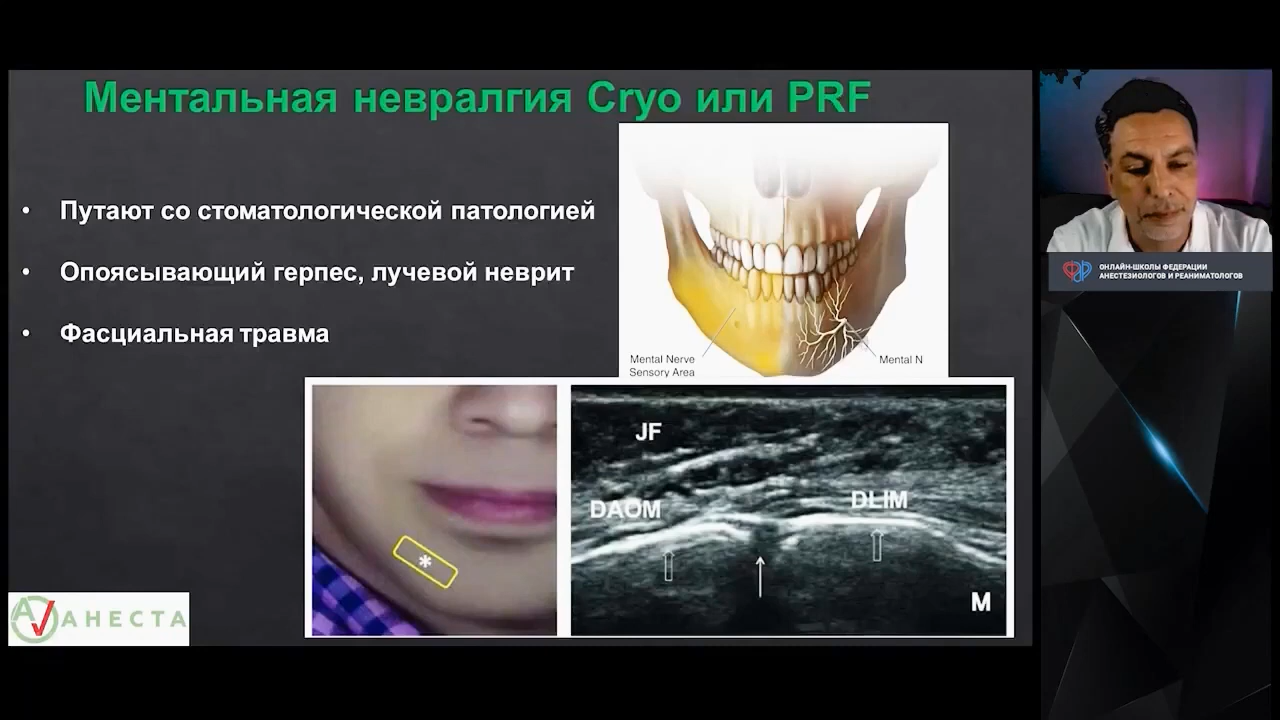 Ментальная невралгия Cryo или PRF
• Путают со стоматологической патологией
• Опоясывающий герпес, лучевой неврит
• Фасциальная травма
Mental Nerve
Sensory Area
Mental N
*
JF
DAOM
DLIM
M
АНЕСТА
ОНЛАЙН-ШКОЛЫ ФЕДЕРАЦИИ
АНЕСТЕЗИОЛОГОВ И РЕАНИМАТОЛОГОВ